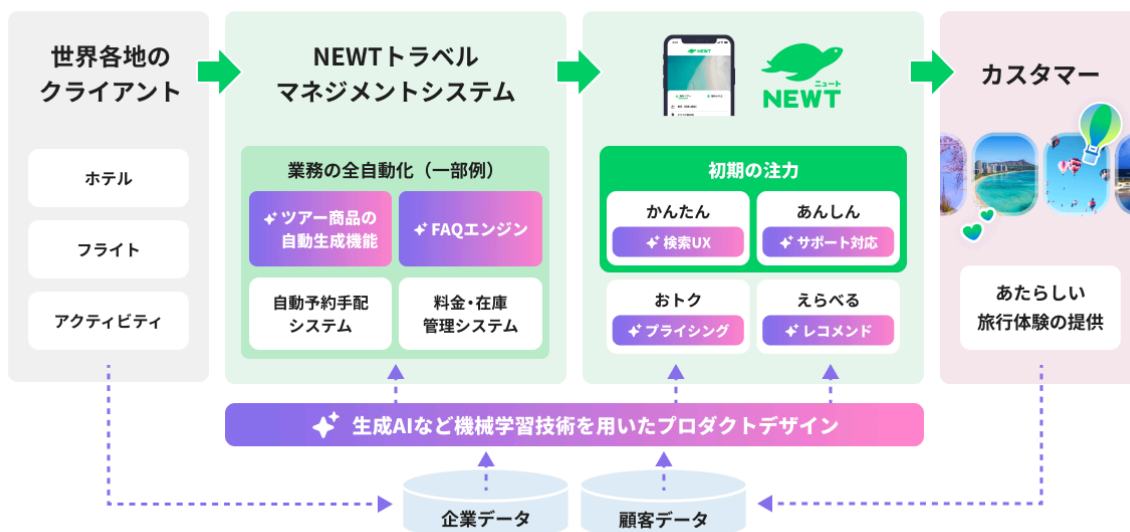 世界各地の
クライアント
ホテル
フライト
アクティビティ
NEWTトラベル
マネジメントシステム
業務の全自動化（一部例）
ツアー商品の
自動生成機能
FAQエンジン
自動予約手配
システム
料金・在庫
管理システム
NEWT
ニュート
NEWT
初期の注力
かんたん
検索UX
あんしん
サポート対応
おトク
プライシング
えらべる
レコメンド
カスタマー
あたらしい
旅行体験の提供
生成AIなど機械学習技術を用いたプロダクトデザイン
企業データ
顧客データ